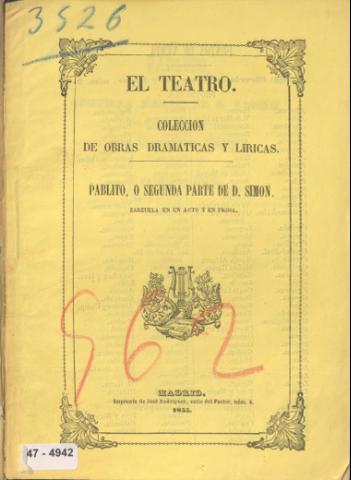 3526
EL TEATRO.
COLECCION
DE OBRAS DRAMATICAS Y LIRICAS.
PABLITO, O SEGUNDA PARTE DE D. SIMON.
ZARZUELA EN UN ACTO Y EN PROSA.
562
MADRID.
Imprenta de José Rodriguez, calle del Factor, núm. 9.
1855.
47 - 4942